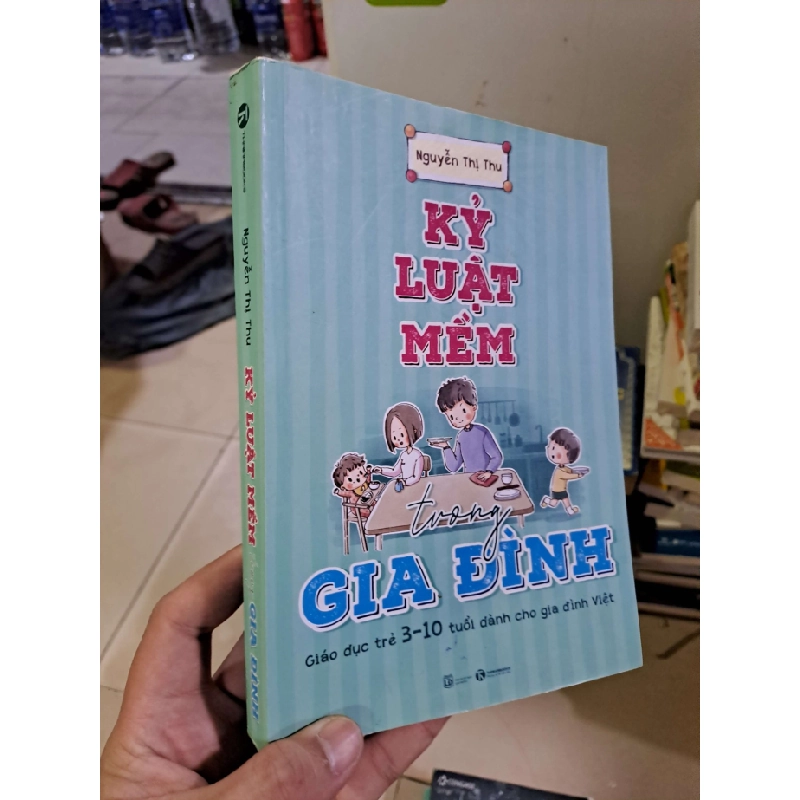 Nguyễn Thị Thu
KỶ
LUẬT
MỀM
trong
GIA ĐÌNH
Giáo dục trẻ 3-10 tuổi dành cho gia đình Việt
Nguyễn Thị Thu KỶ LUẬT MỀM trong GIA ĐÌNH